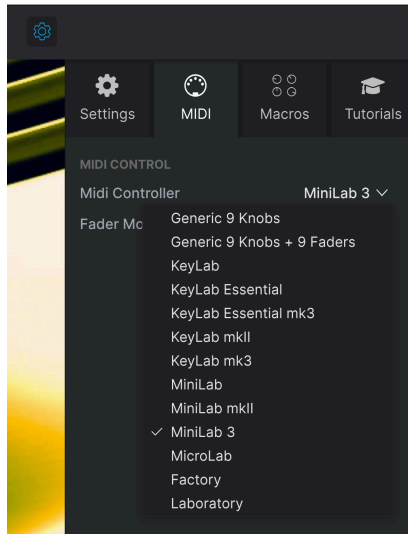 Settings MIDI Macros Tutorials
MIDI CONTROL
Midi Controller MiniLab 3
Fader Mo
Generic 9 Knobs
Generic 9 Knobs + 9 Faders
KeyLab
KeyLab Essential
KeyLab Essential mk3
KeyLab mkII
KeyLab mk3
MiniLab
MiniLab mkII
MiniLab 3
MicroLab
Factory
Laboratory